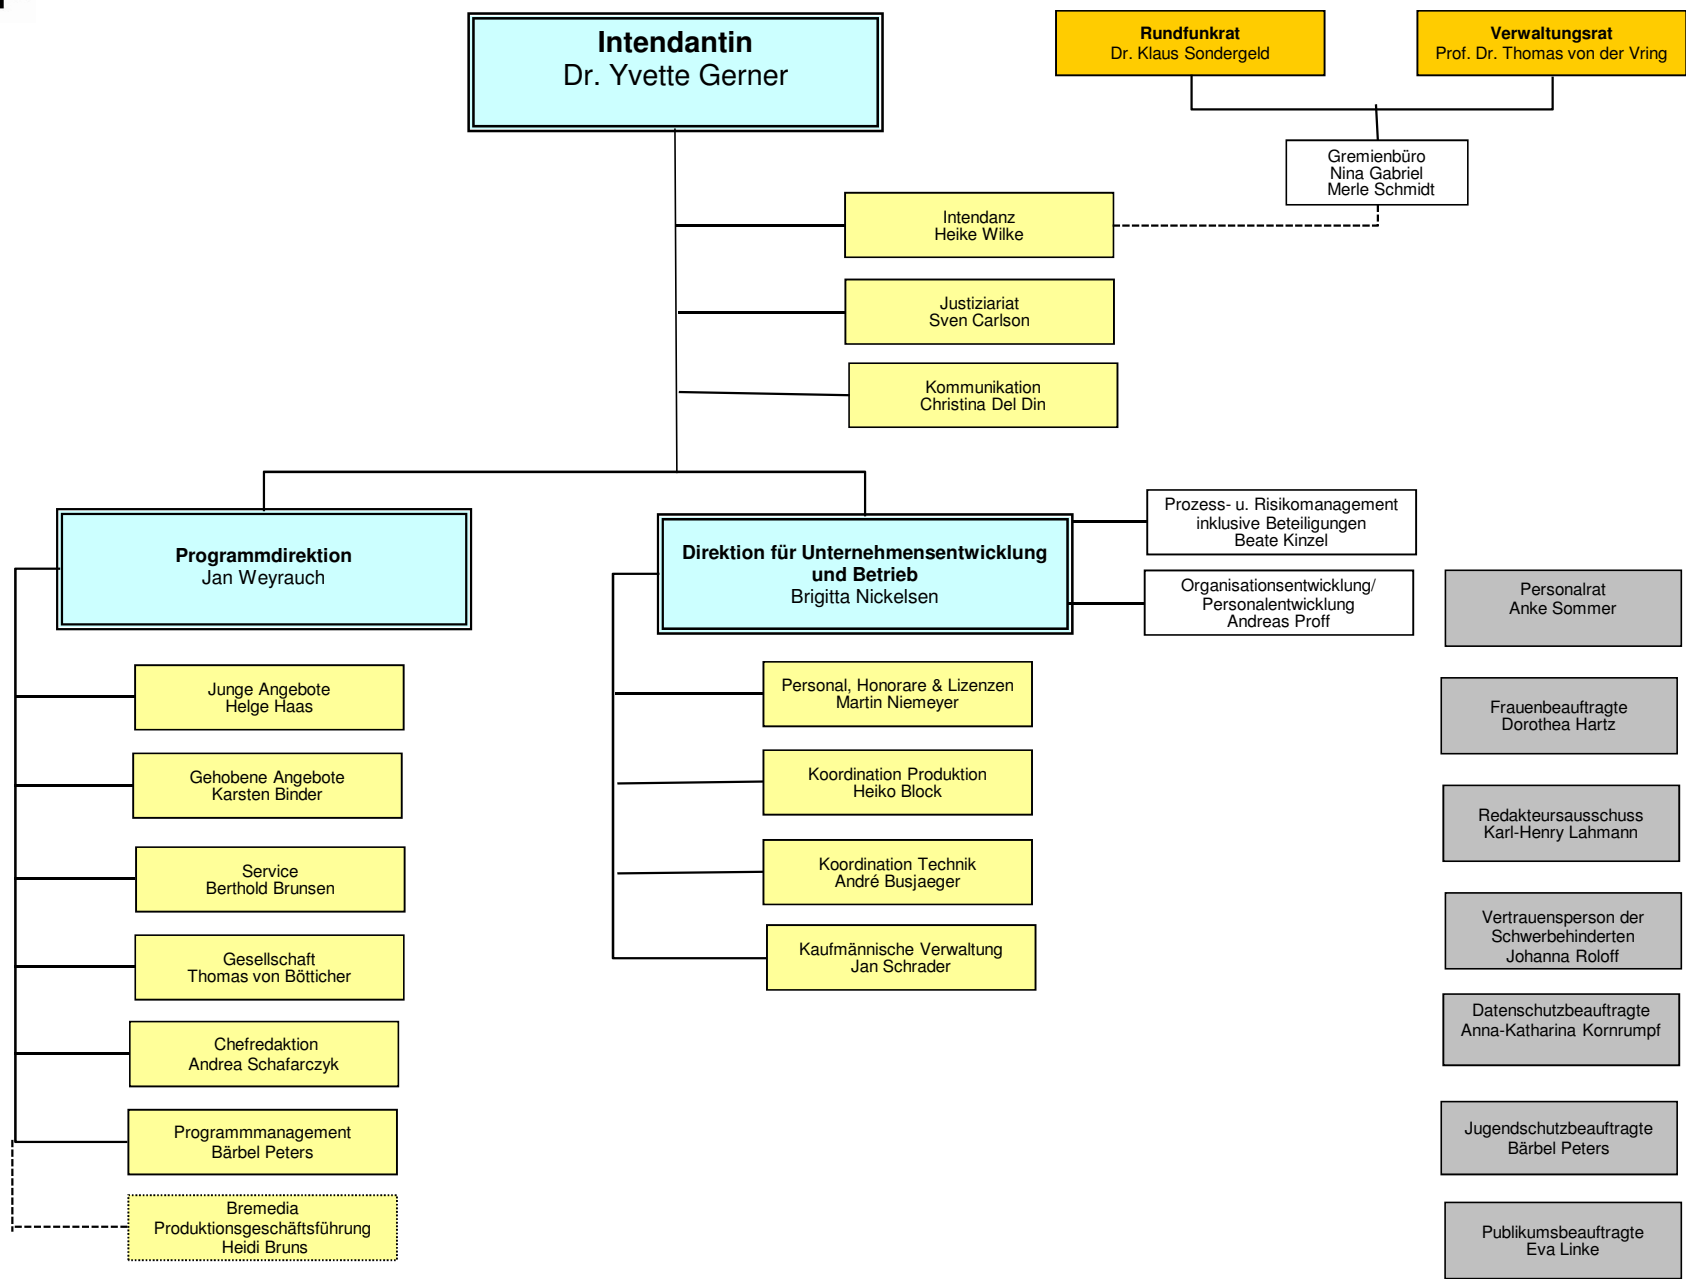 Intendantin
Dr. Yvette Gerner
Rundfunkrat
Dr. Klaus Sondergeld
Verwaltungsrat
Prof. Dr. Thomas von der Vring
Gremienbüro
Nina Gabriel
Merle Schmidt
Intendanz
Heike Wilke
Justiziariat
Sven Carlson
Kommunikation
Christina Del Din
Programmdirektion
Jan Weyrauch
Direktion für Unternehmensentwicklung
und Betrieb
Brigitta Nickelsen
Prozess- u. Risikomanagement
inklusive Beteiligungen
Beate Kinzel
Organisationsentwicklung/
Personalentwicklung
Andreas Proff
Junge Angebote
Helge Haas
Gehobene Angebote
Karsten Binder
Service
Berthold Brunsen
Gesellschaft
Thomas von Bötticher
Chefredaktion
Andrea Schafarczyk
Programmmanagement
Bärbel Peters
Bremedia
Produktionsgeschäftsführung
Heidi Bruns
Personal, Honorare & Lizenzen
Martin Niemeyer
Koordination Produktion
Heiko Block
Koordination Technik
André Busjaeger
Kaufmännische Verwaltung
Jan Schrader
Personalrat
Anke Sommer
Frauenbeauftragte
Dorothea Hartz
Redakteursausschuss
Karl-Henry Lahmann
Vertrauensperson der
Schwerbehinderten
Johanna Roloff
Datenschutzbeauftragte
Anna-Katharina Kornrumpf
Jugendschutzbeauftragte
Bärbel Peters
Publikumsbeauftragte
Eva Linke